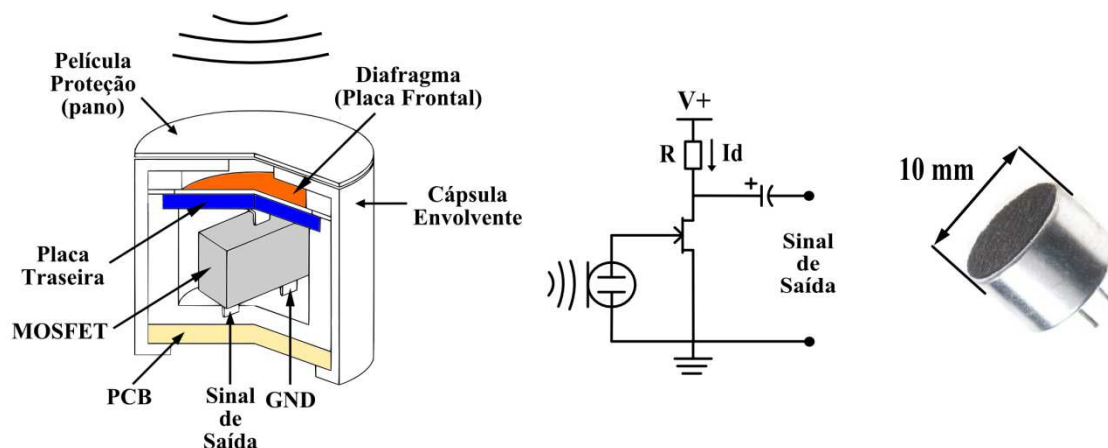 Película
Proteção
(pano)
Diafragma
(Placa Frontal)
Cápsula
Envolvente
Placa
Traseira
MOSFET
PCB
Sinal
de
Saída
GND
V+
R
Id
+
Sinal
de
Saída
10 mm